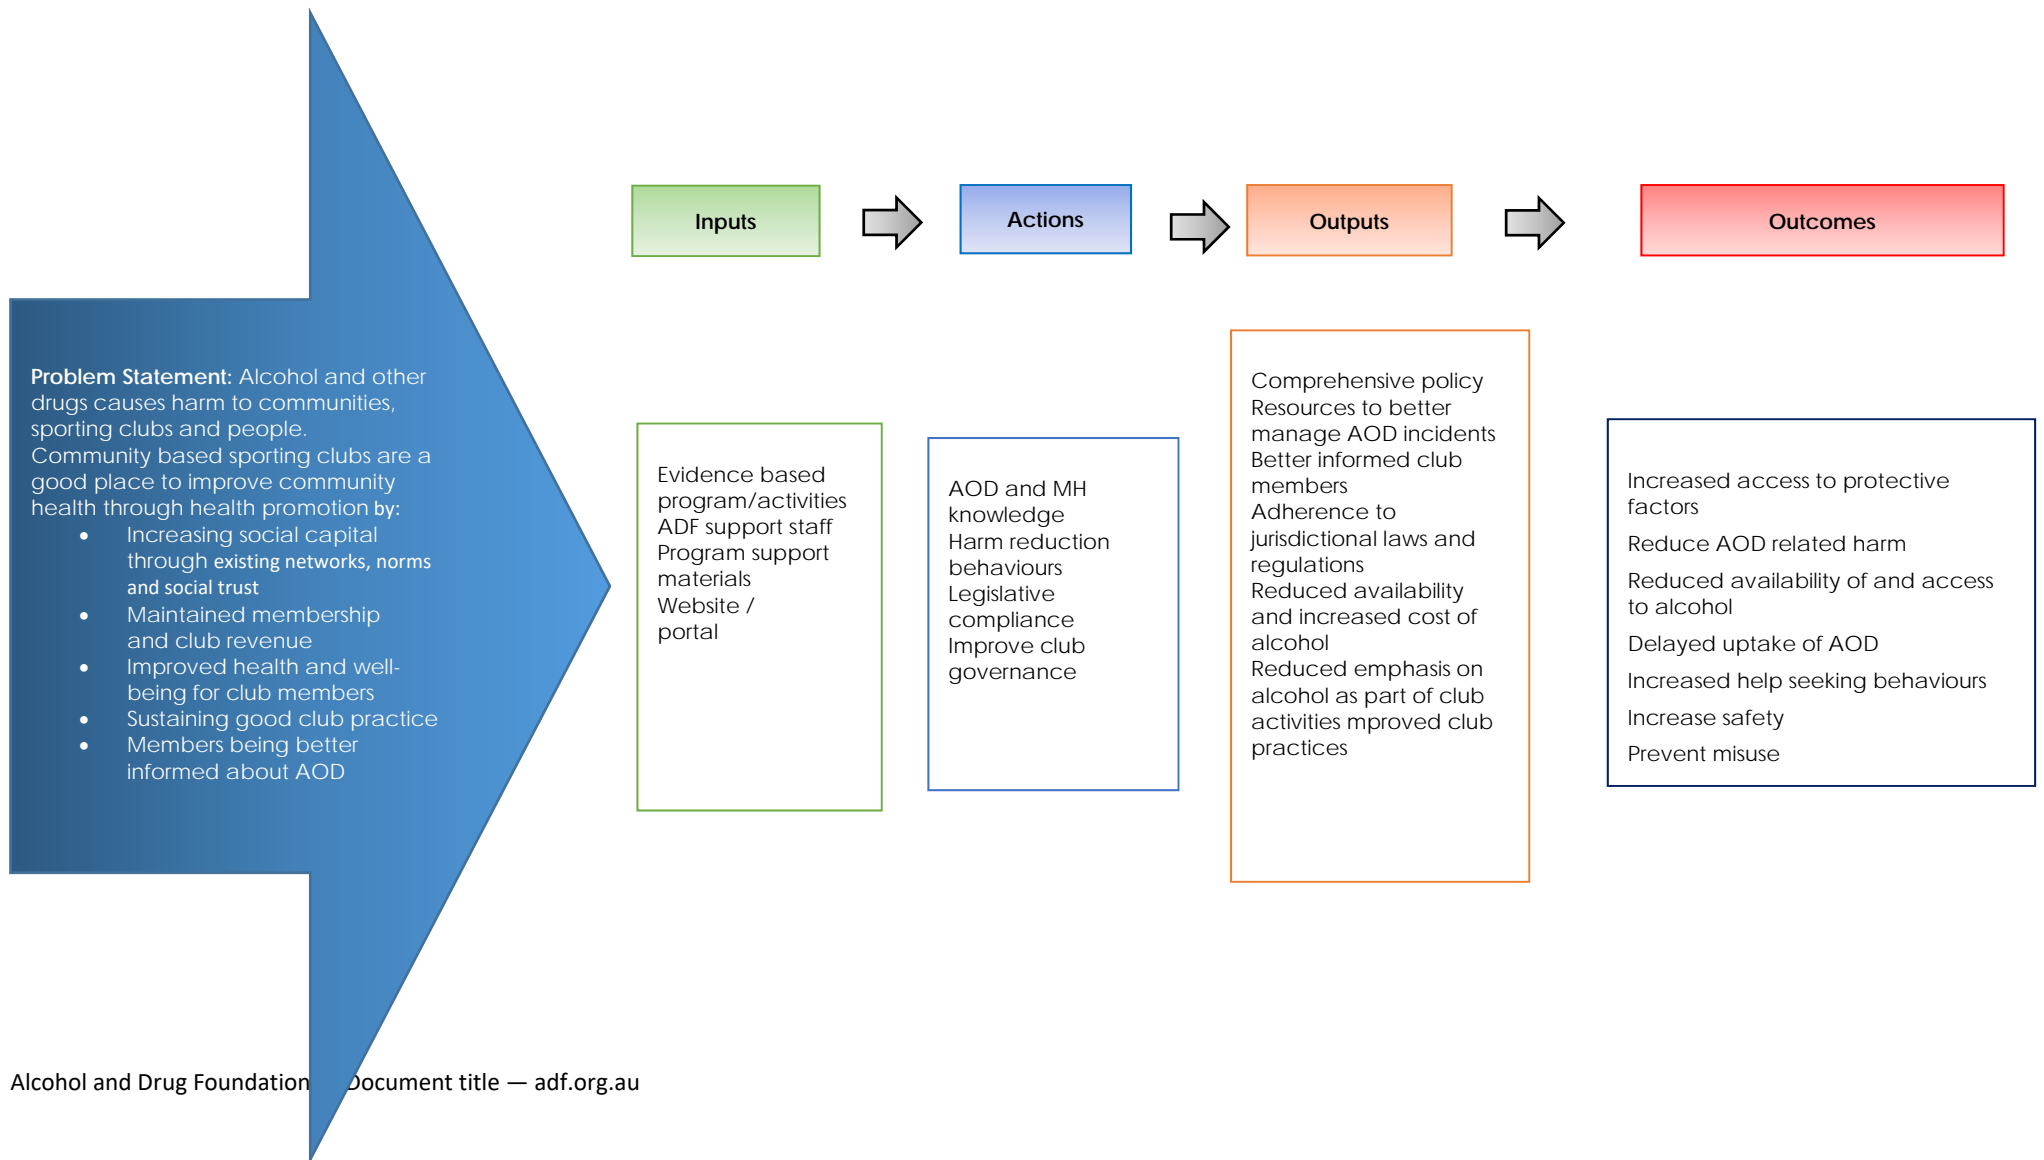 Problem Statement: Alcohol and other
drugs causes harm to communities,
sporting clubs and people.
Community based sporting clubs are a
good place to improve community
health through health promotion by:
• Increasing social capital
through existing networks, norms
and social trust
• Maintained membership
and club revenue
• Improved health and well-
being for club members
• Sustaining good club practice
• Members being better
informed about AOD
Inputs
Actions
Outputs
Outcomes
Evidence based
program/activities
ADF support staff
Program support
materials
Website /
portal
AOD and MH
knowledge
Harm reduction
behaviours
Legislative
compliance
Improve club
governance
Comprehensive policy
Resources to better
manage AOD incidents
Better informed club
members
Adherence to
jurisdictional laws and
regulations
Reduced availability
and increased cost of
alcohol
Reduced emphasis on
alcohol as part of club
activities mproved club
practices
Increased access to protective
factors
Reduce AOD related harm
Reduced availability of and access
to alcohol
Delayed uptake of AOD
Increased help seeking behaviours
Increase safety
Prevent misuse
Alcohol and Drug Foundation Document title — adf.org.au